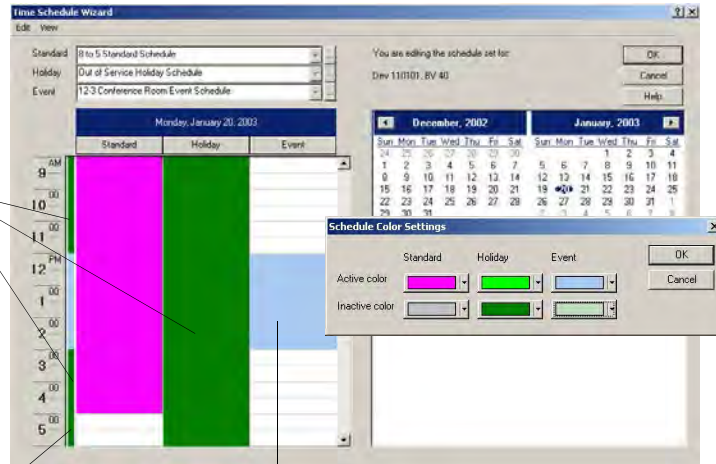 Time Schedule Wizard
Edit View
Standard 8 to 5 Standard Schedule
Holiday Out of Service Holiday Schedule
Event 12-3 Conference Room Event Schedule
You are editing the schedule set for:
Dev 110101, BV 40
OK
Cancel
Help
Monday, January 20, 2003
Standard Holiday Event
9 AM
10 00
11 00
12 PM
1 00
2 00
3 00
4 00
5 00
December, 2002
Sun Mon Tue Wed Thu Fri Sat
24 25 26 27 28 29 30
1 2 3 4 5 6 7
8 9 10 11 12 13 14
15 16 17 18 19 20 21
22 23 24 25 26 27 28
29 30 31
January, 2003
Sun Mon Tue Wed Thu Fri Sat
1 2 3 4
5 6 7 8 9 10 11
12 13 14 15 16 17 18
19 20 21 22 23 24 25
26 27 28 29 30 31 1
2 3 4 5 6 7 8
Schedule Color Settings
Standard Holiday Event
Active color
Inactive color
OK
Cancel